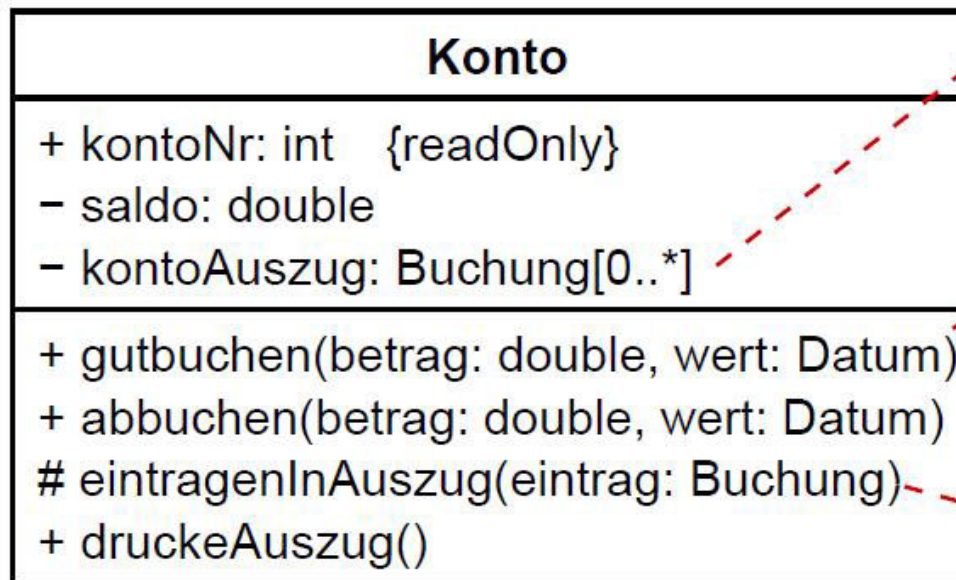 Konto
+ kontoNr: int {readOnly}
– saldo: double
– kontoAuszug: Buchung[0..*]
+ gutbuchen(betrag: double, wert: Datum)
+ abbuchen(betrag: double, wert: Datum)
# eintragenInAuszug(eintrag: Buchung)
+ druckeAuszug()